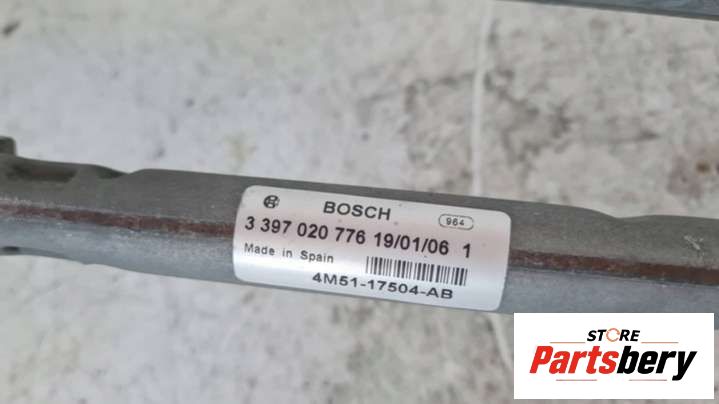 BOSCH 964
3 397 020 776 19/01/06 1
Made in Spain
4M51-17504-AB
STORE
Partsbery